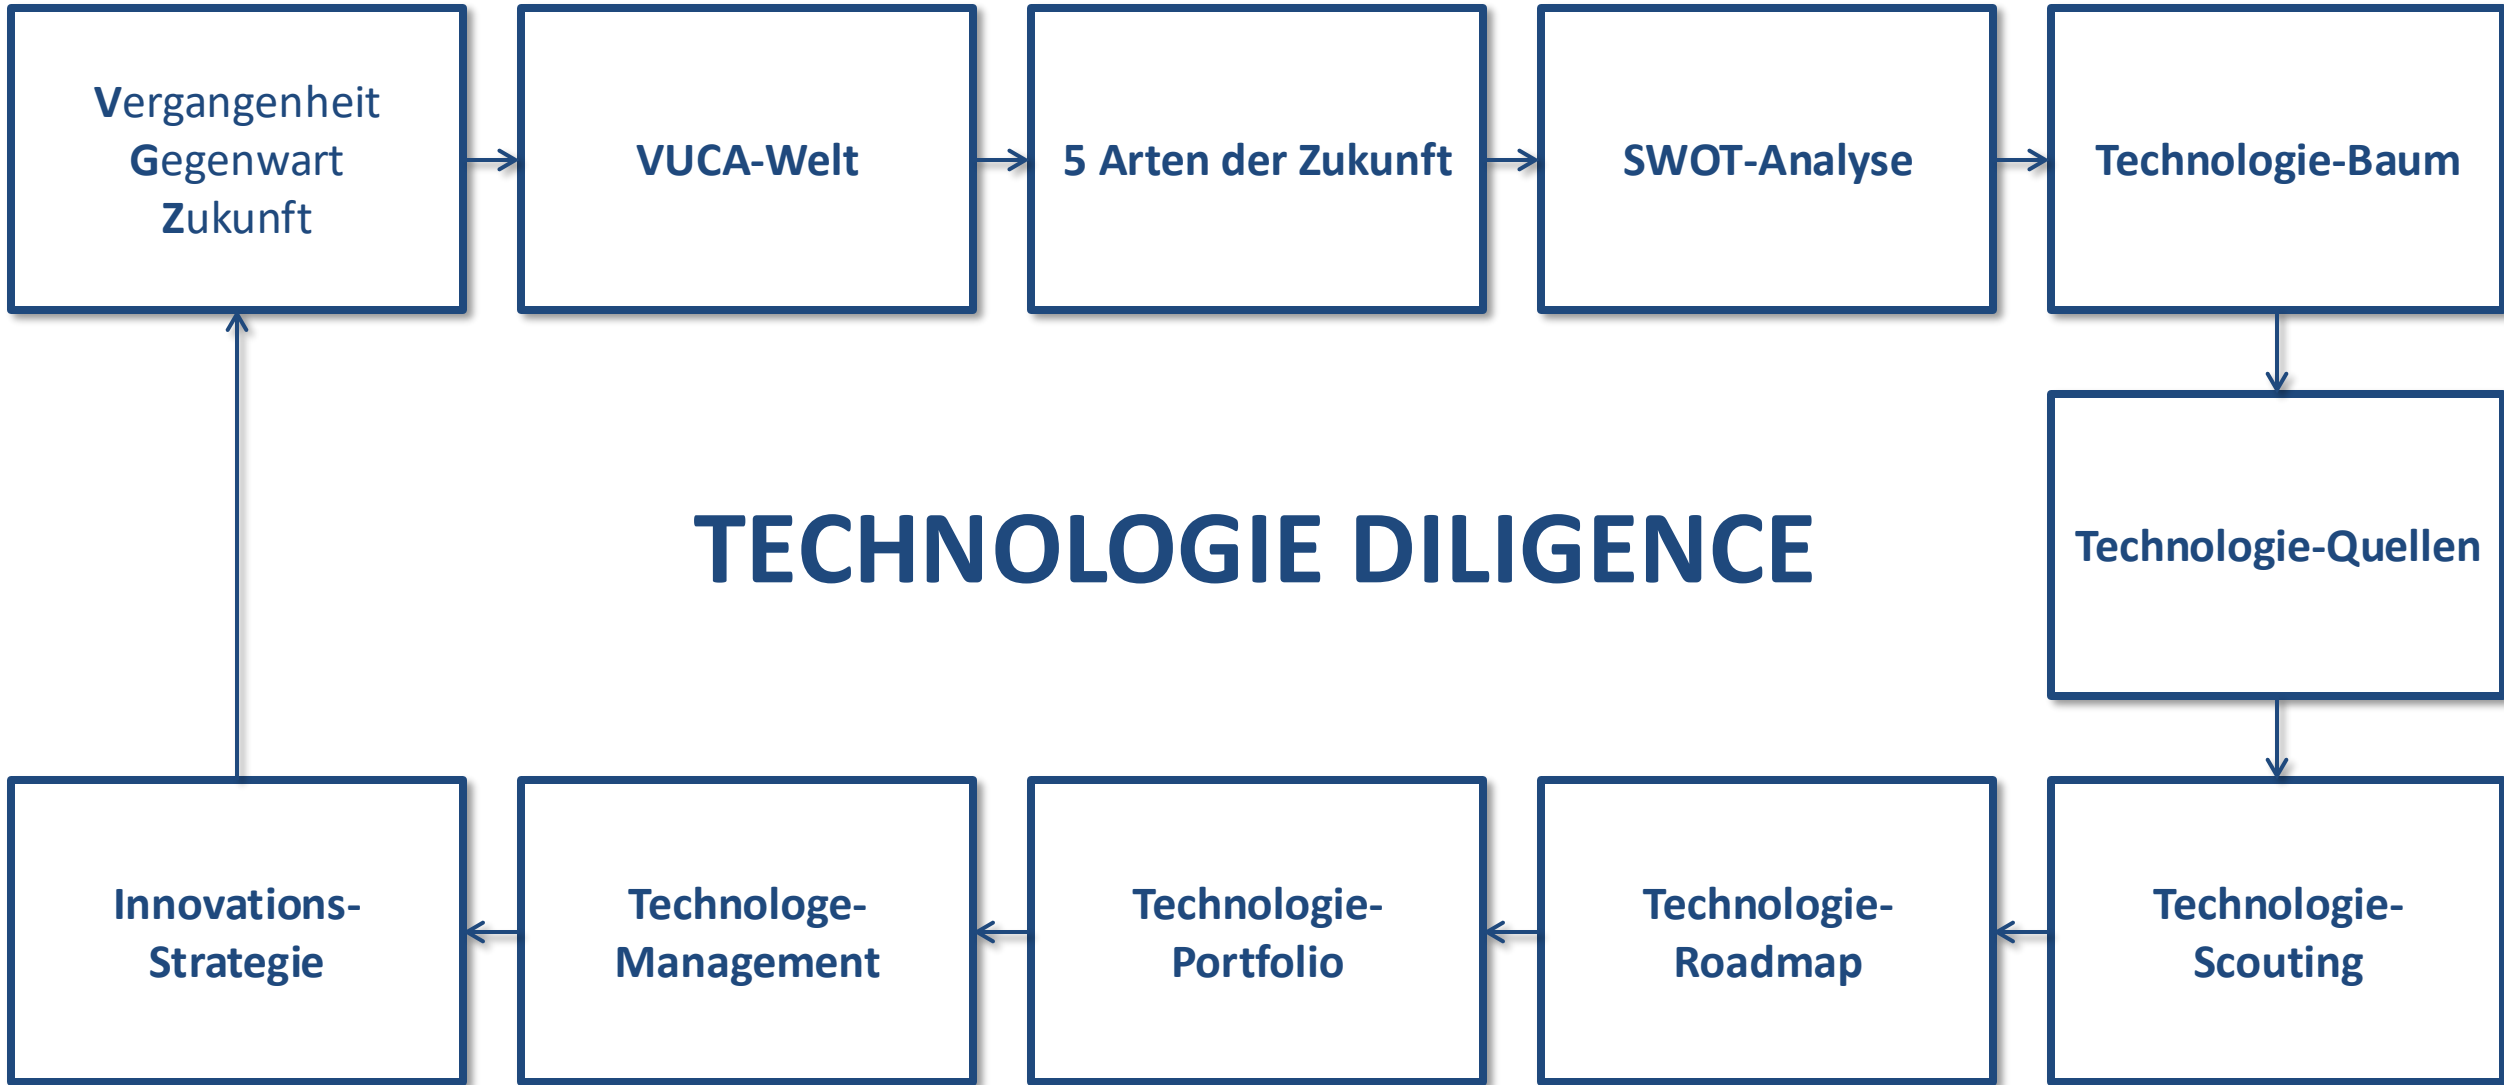 Vergangenheit
Gegenwart
Zukunft
VUCA-Welt
5 Arten der Zukunft
SWOT-Analyse
Technologie-Baum
TECHNOLOGIE DILIGENCE
Technologie-Quellen
Innovations-
Strategie
Technologe-
Management
Technologie-
Portfolio
Technologie-
Roadmap
Technologie-
Scouting